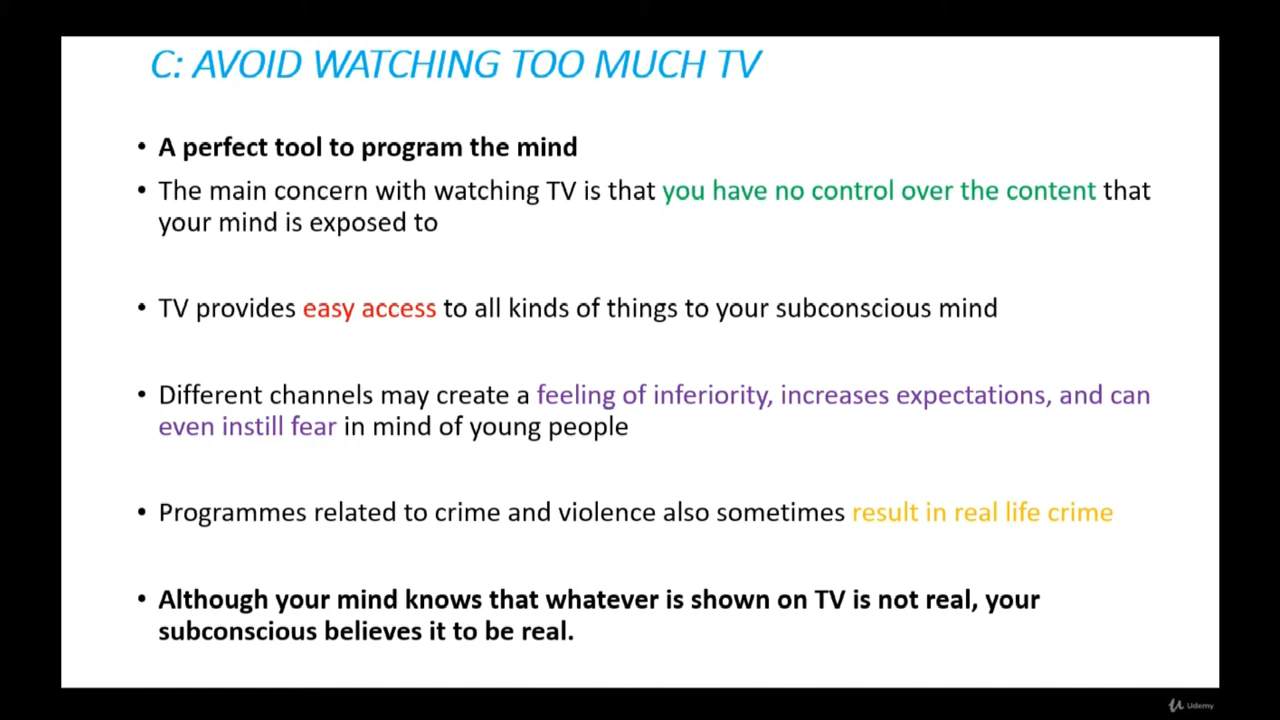 C: AVOID WATCHING TOO MUCH TV
• A perfect tool to program the mind
• The main concern with watching TV is that you have no control over the content that
your mind is exposed to
• TV provides easy access to all kinds of things to your subconscious mind
• Different channels may create a feeling of inferiority, increases expectations, and can
even instill fear in mind of young people
• Programmes related to crime and violence also sometimes result in real life crime
• Although your mind knows that whatever is shown on TV is not real, your
subconscious believes it to be real.
Udemy